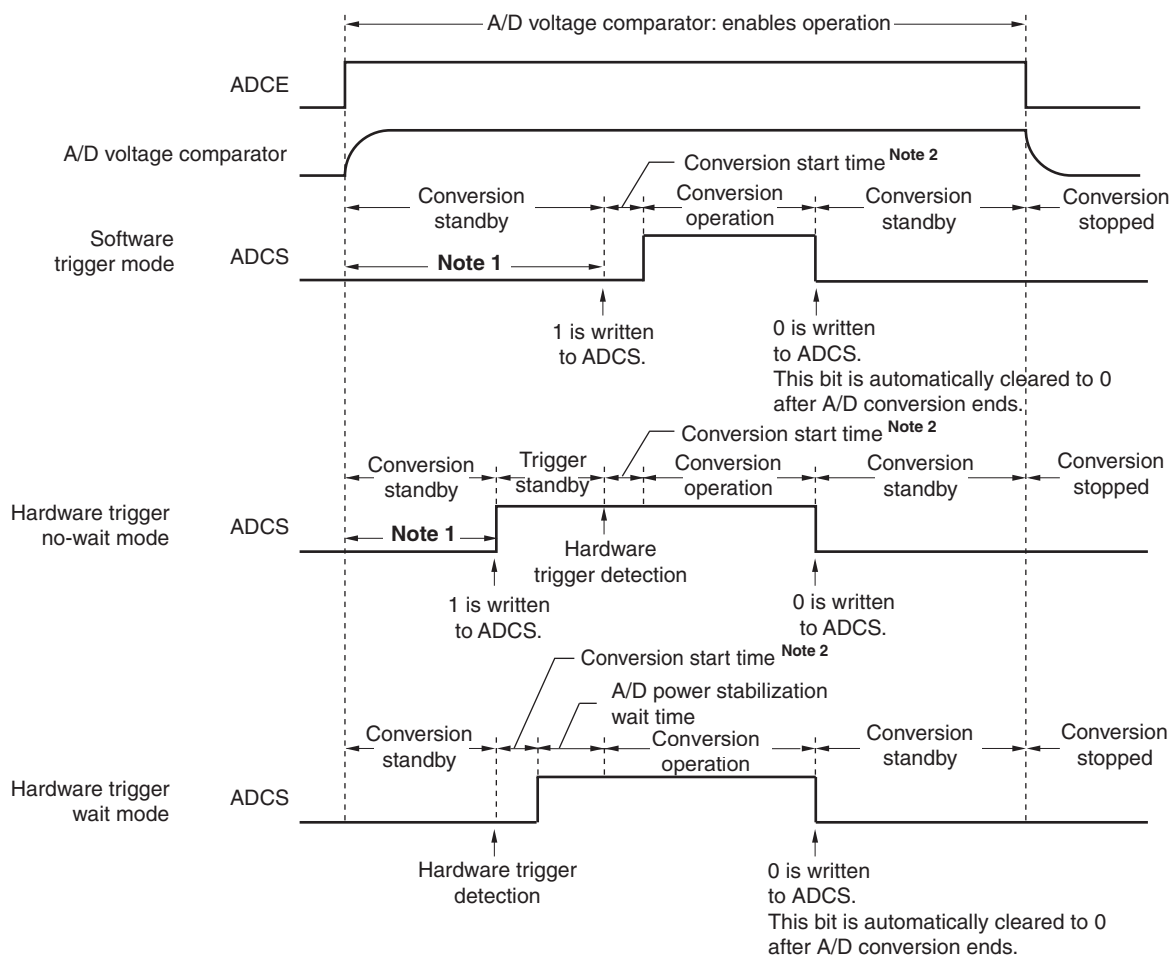 A/D voltage comparator: enables operation
ADCE
A/D voltage comparator
Conversion start time Note 2
Conversion
standby
Conversion
operation
Conversion
standby
Conversion
stopped
Software
trigger mode
ADCS
Note 1
1 is written
to ADCS.
0 is written
to ADCS.
This bit is automatically cleared to 0
after A/D conversion ends.
Conversion start time Note 2
Conversion
standby
Trigger
standby
Conversion
operation
Conversion
standby
Conversion
stopped
Hardware trigger
no-wait mode
ADCS
Note 1
Hardware
trigger detection
1 is written
to ADCS.
0 is written
to ADCS.
Conversion start time Note 2
A/D power stabilization
wait time
Conversion
standby
Conversion
operation
Conversion
standby
Conversion
stopped
Hardware trigger
wait mode
ADCS
Hardware trigger
detection
0 is written
to ADCS.
This bit is automatically cleared to 0
after A/D conversion ends.